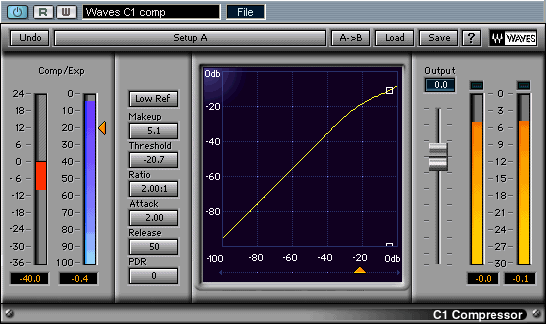 R W Waves C1 comp File
Undo Setup A A->B Load Save ? WAVES
Comp/Exp
24 0
18 10
12 20
6 30
0 40
-6 50
-12 60
-18 70
-24 80
-30 90
-36 100
-40.0 -0.4
Low Ref
Makeup
5.1
Threshold
-20.7
Ratio
2.00:1
Attack
2.00
Release
50
PDR
0
0db
-20
-40
-60
-80
-100 -80 -60 -40 -20 0db
Output
0.0
0
3
6
9
12
15
18
21
24
27
30
-0.0 -0.1
C1 Compressor